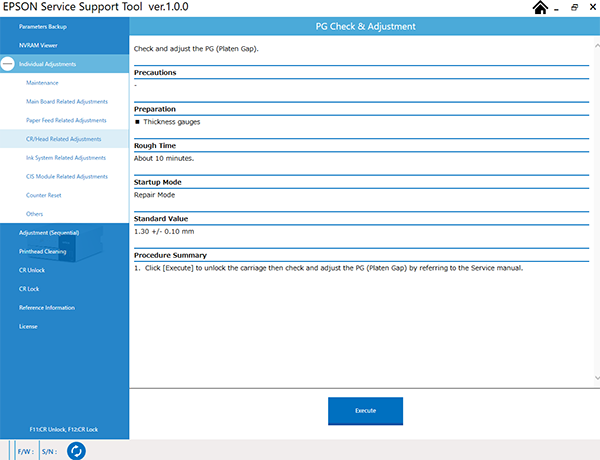 EPSON Service Support Tool ver.1.0.0
Parameters Backup
NVRAM Viewer
Individual Adjustments
Maintenance
Main Board Related Adjustments
Paper Feed Related Adjustments
CR/Head Related Adjustments
Ink System Related Adjustments
CIS Module Related Adjustments
Counter Reset
Others
Adjustment (Sequential)
Printhead Cleaning
CR Unlock
CR Lock
Reference Information
License
F11:CR Unlock, F12:CR Lock
PG Check & Adjustment
Check and adjust the PG (Platen Gap).
Precautions
-
Preparation
■ Thickness gauges
Rough Time
About 10 minutes.
Startup Mode
Repair Mode
Standard Value
1.30 +/- 0.10 mm
Procedure Summary
1. Click [Execute] to unlock the carriage then check and adjust the PG (Platen Gap) by referring to the Service manual.
Execute
F/W : S/N :